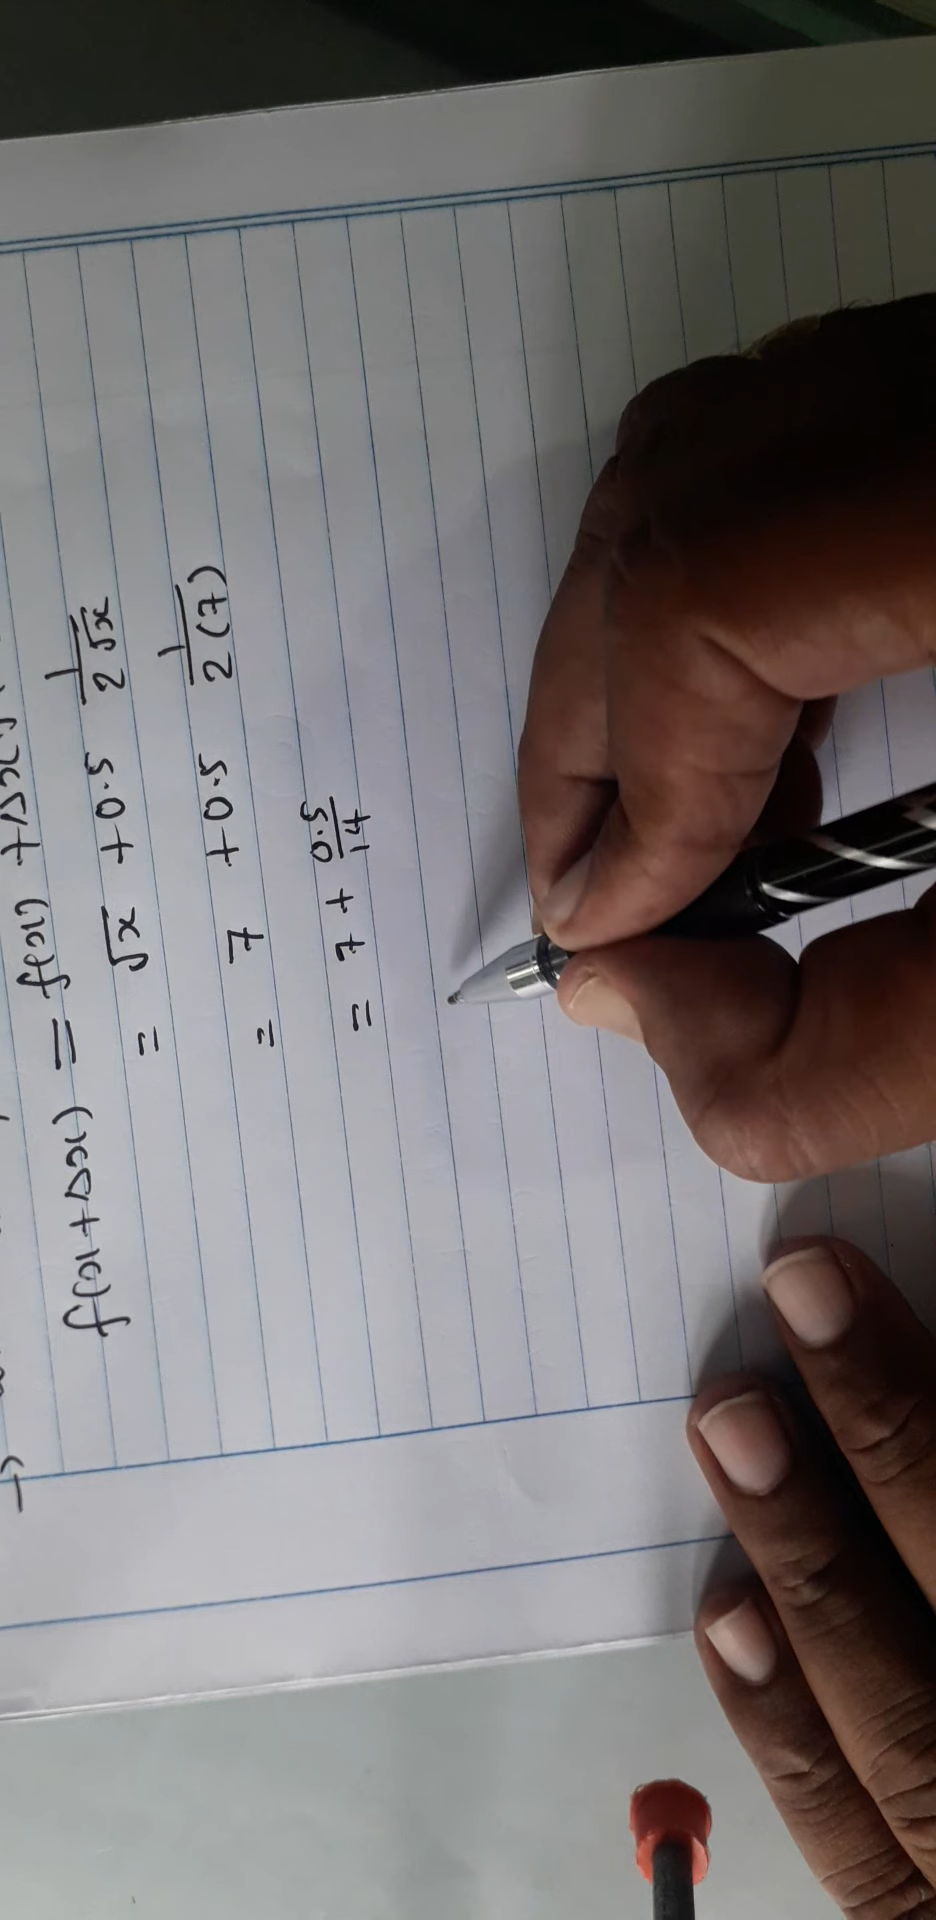 f(x+Δx) = f(x) + Δx
= √x + 0.5 1/(2√x)
= 7 + 0.5 1/(2(7))
= 7 + 0.5/14